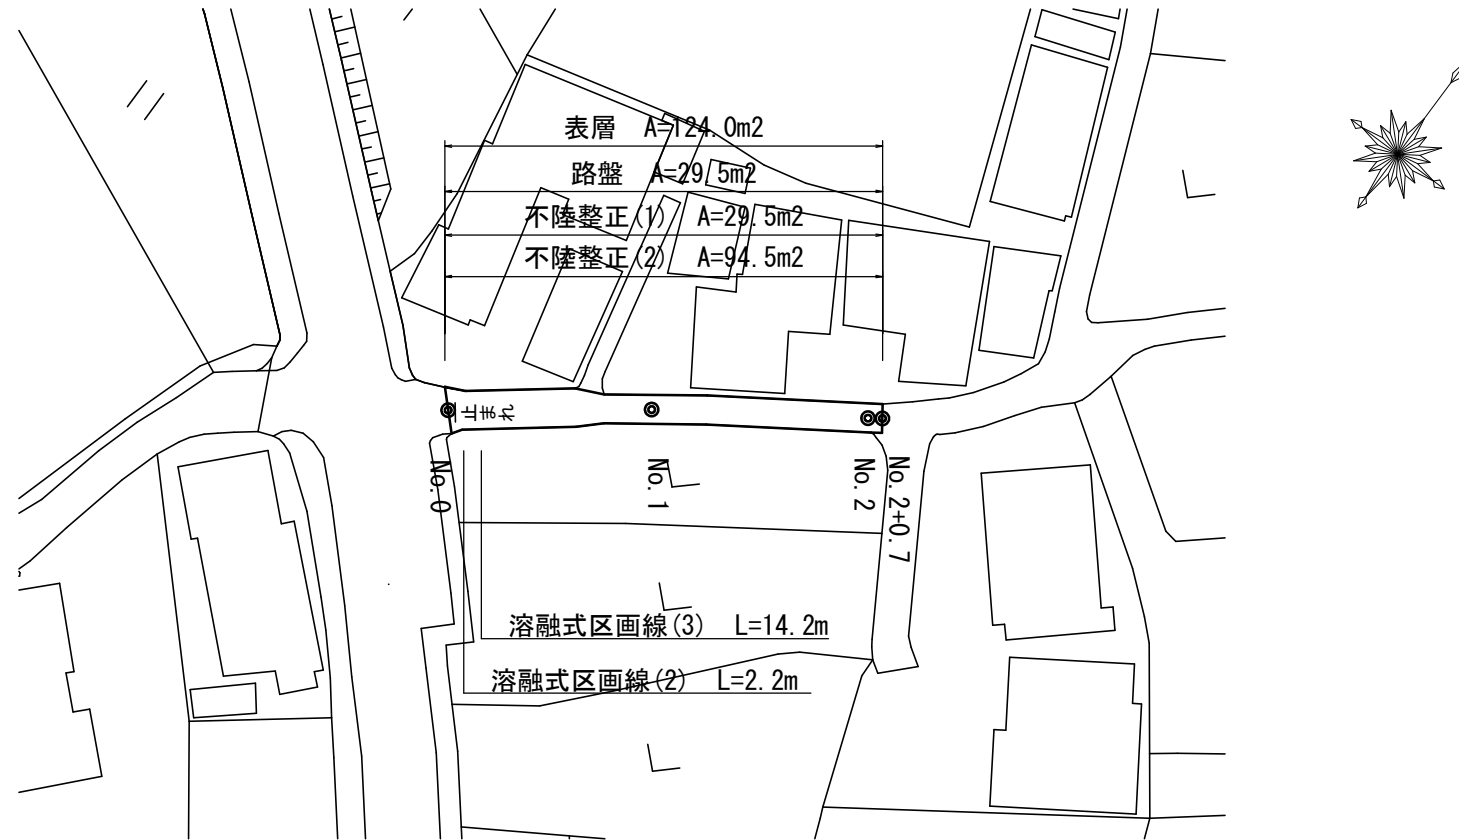 表層 A=124.0m2
路盤 A=29.5m2
不陸整正(1) A=29.5m2
不陸整正(2) A=94.5m2
止まれ
No.0
No.1
No.2
No.2+0.7
溶融式区画線(3) L=14.2m
溶融式区画線(2) L=2.2m